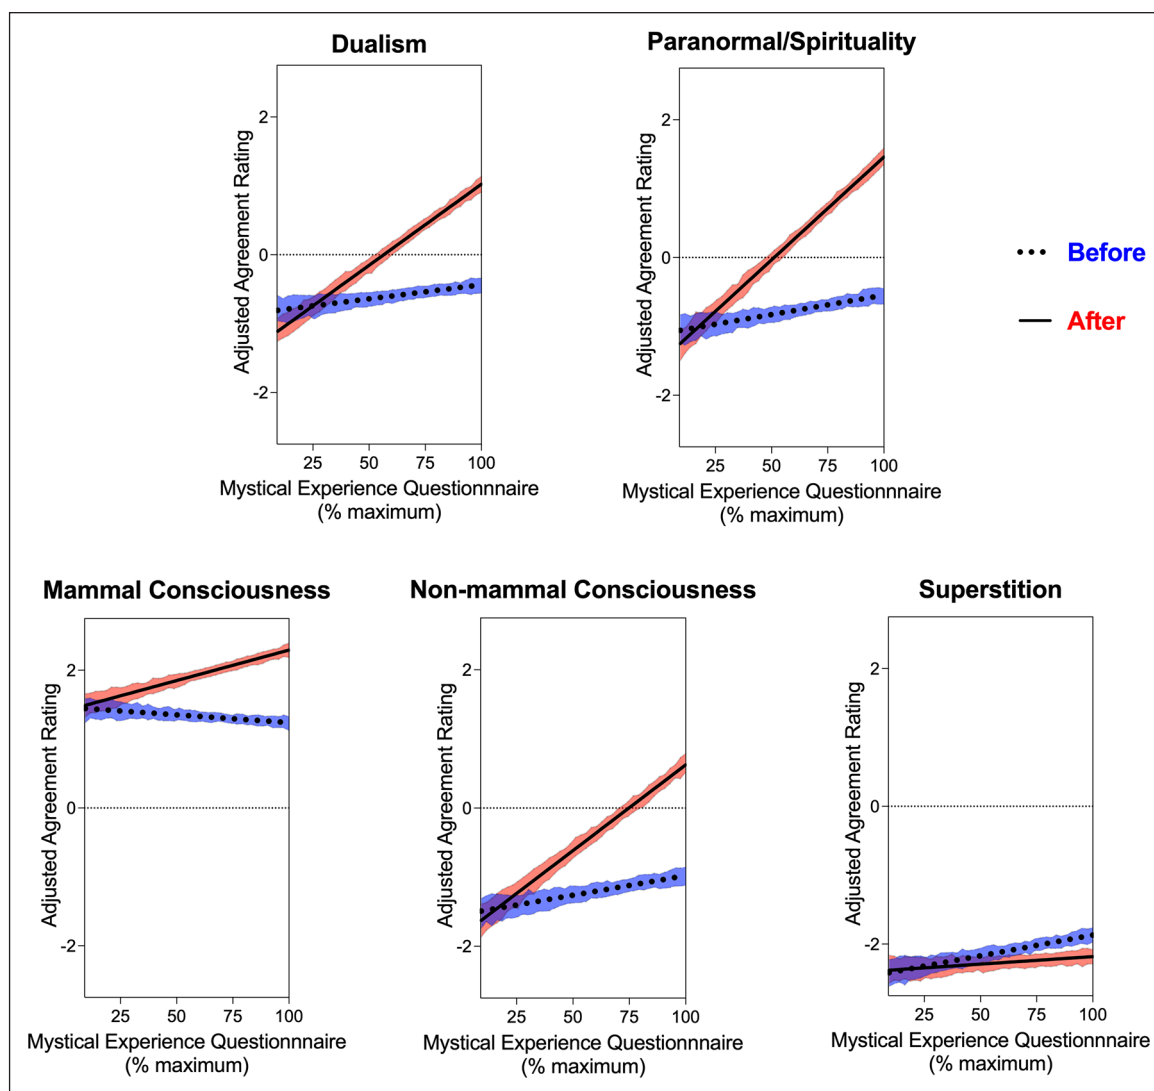 Dualism
Adjusted Agreement Rating
2
0
-2
25 50 75 100
Mystical Experience Questionnnaire
(% maximum)
Paranormal/Spirituality
Adjusted Agreement Rating
2
0
-2
25 50 75 100
Mystical Experience Questionnnaire
(% maximum)
Before
After
Mammal Consciousness
Adjusted Agreement Rating
2
0
-2
25 50 75 100
Mystical Experience Questionnnaire
(% maximum)
Non-mammal Consciousness
Adjusted Agreement Rating
2
0
-2
25 50 75 100
Mystical Experience Questionnnaire
(% maximum)
Superstition
Adjusted Agreement Rating
2
0
-2
25 50 75 100
Mystical Experience Questionnnaire
(% maximum)